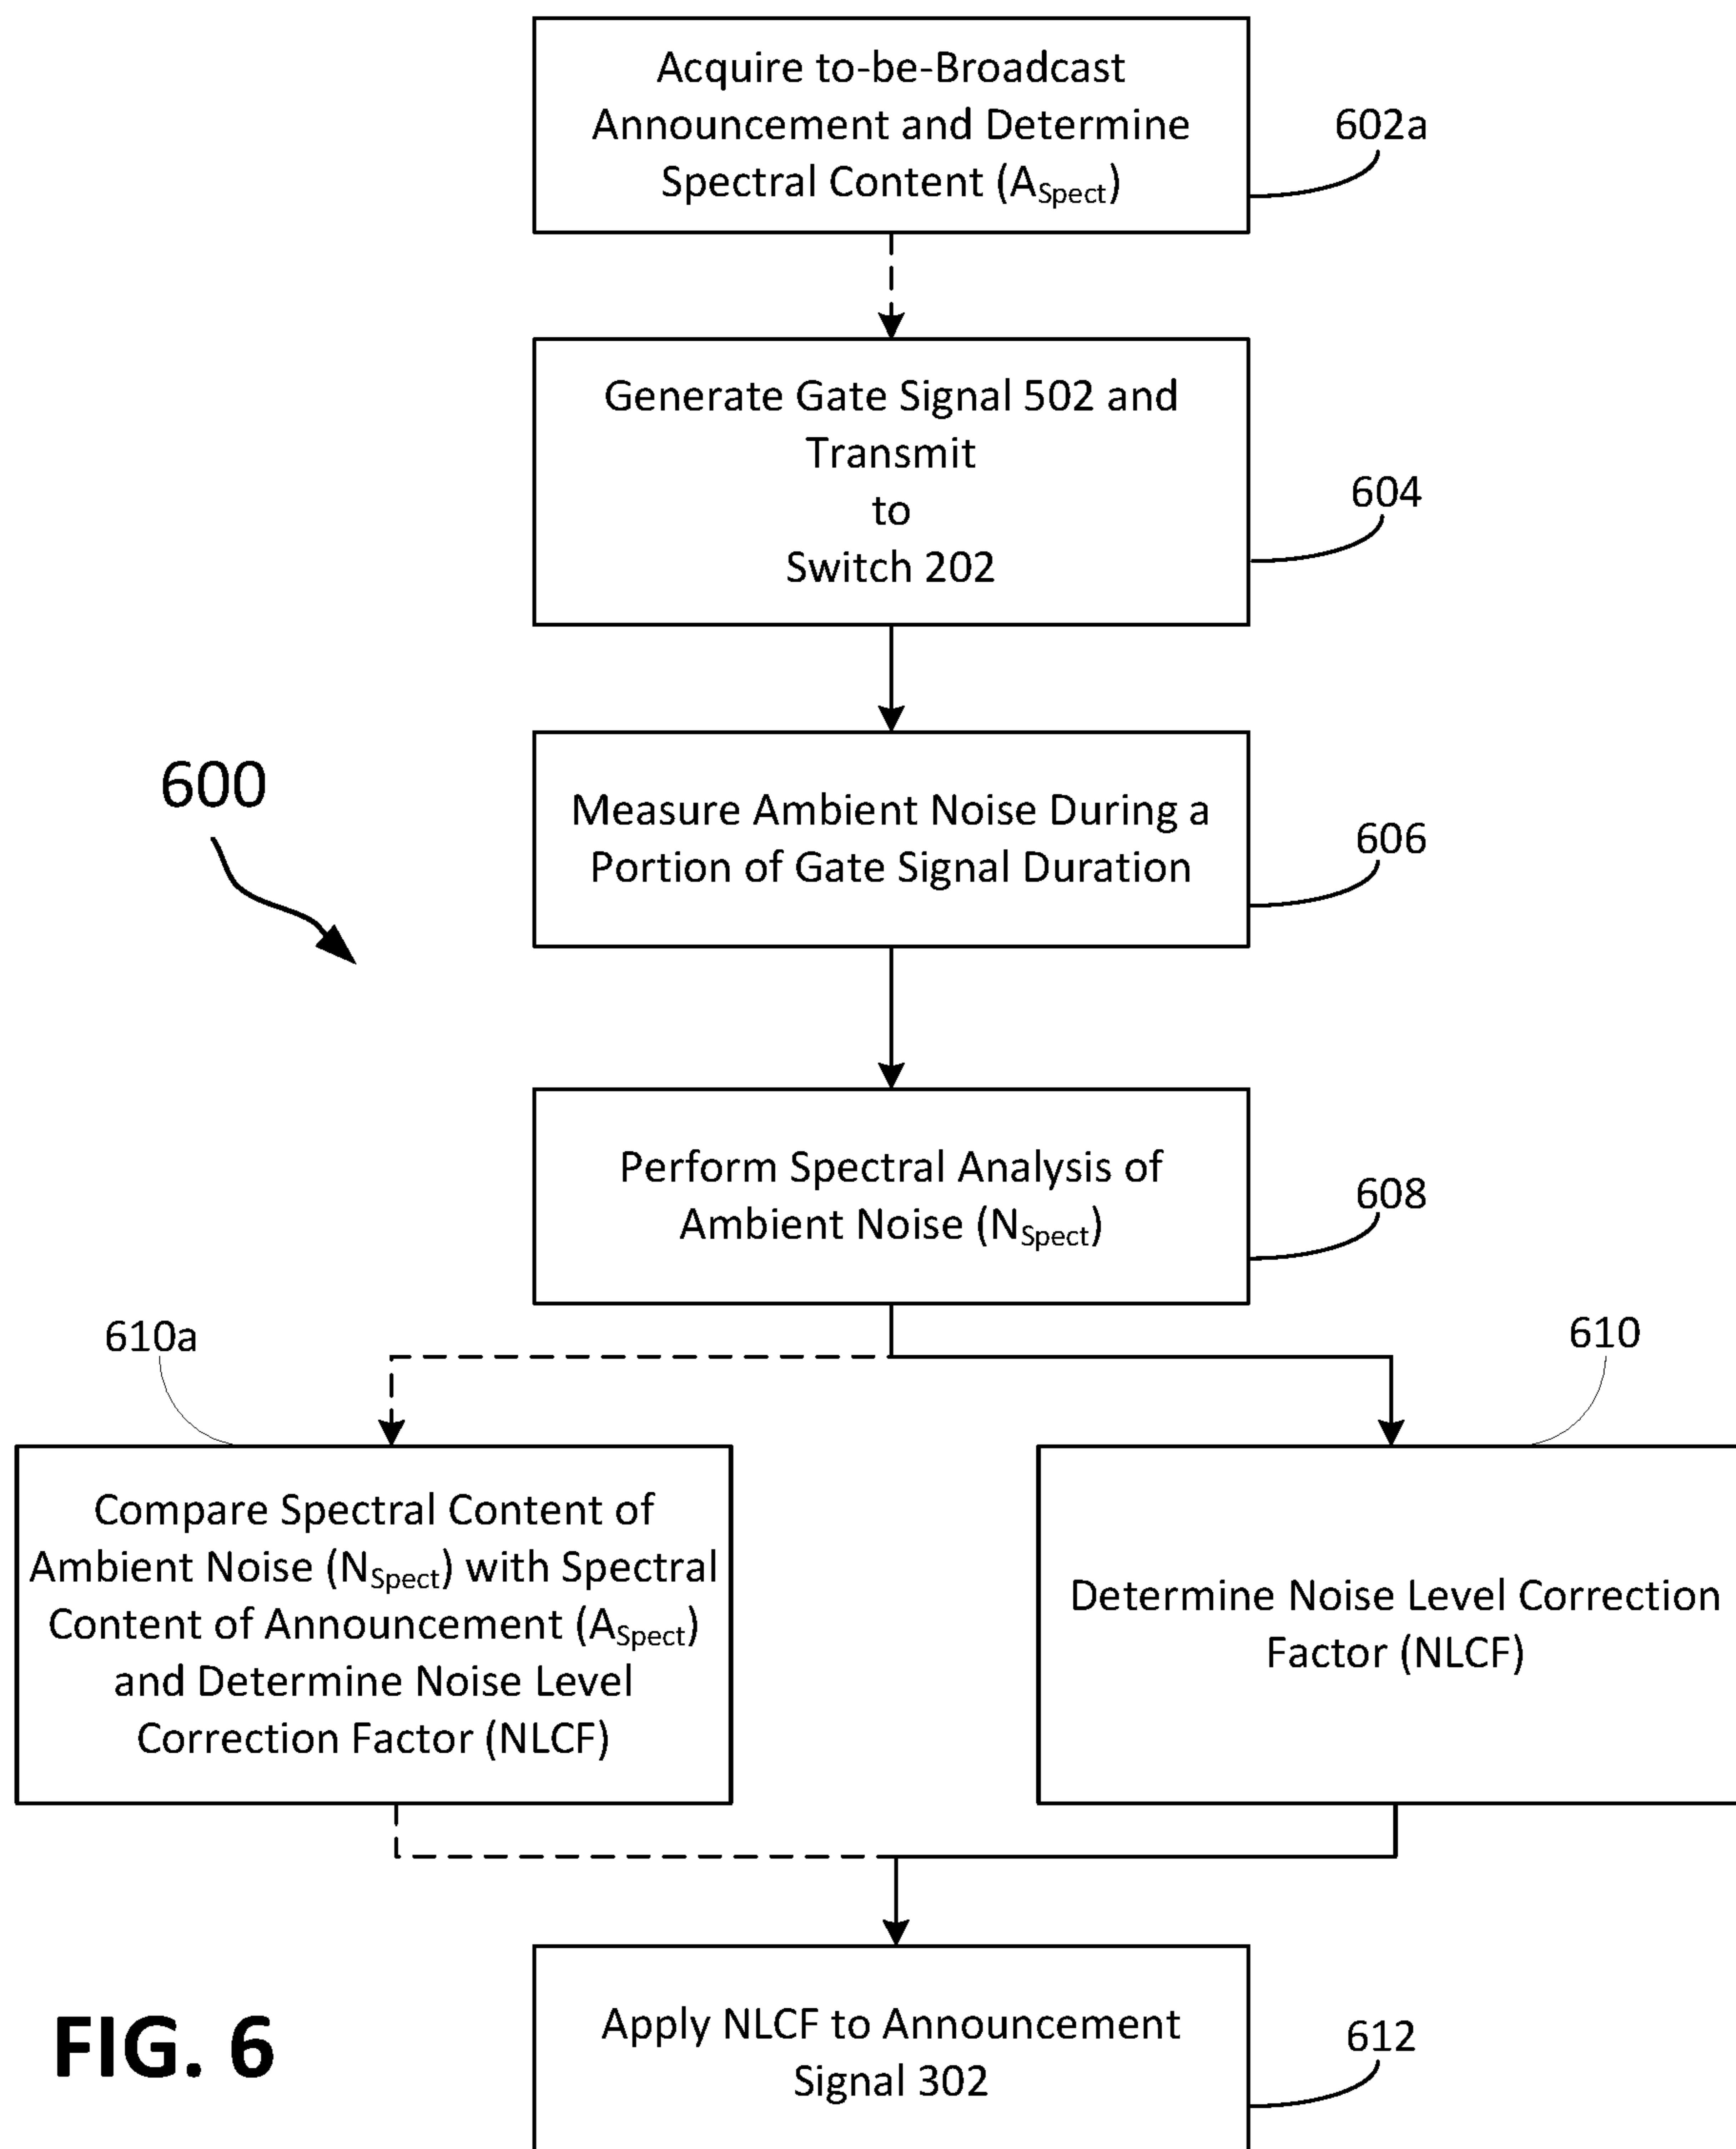 Acquire to-be-Broadcast
Announcement and Determine
Spectral Content (ASpect)
602a
Generate Gate Signal 502 and
Transmit
to
Switch 202
604
600
Measure Ambient Noise During a
Portion of Gate Signal Duration
606
Perform Spectral Analysis of
Ambient Noise (NSpect)
608
610a
610
Compare Spectral Content of
Ambient Noise (NSpect) with Spectral
Content of Announcement (ASpect)
and Determine Noise Level
Correction Factor (NLCF)
Determine Noise Level Correction
Factor (NLCF)
Apply NLCF to Announcement
Signal 302
612
FIG. 6